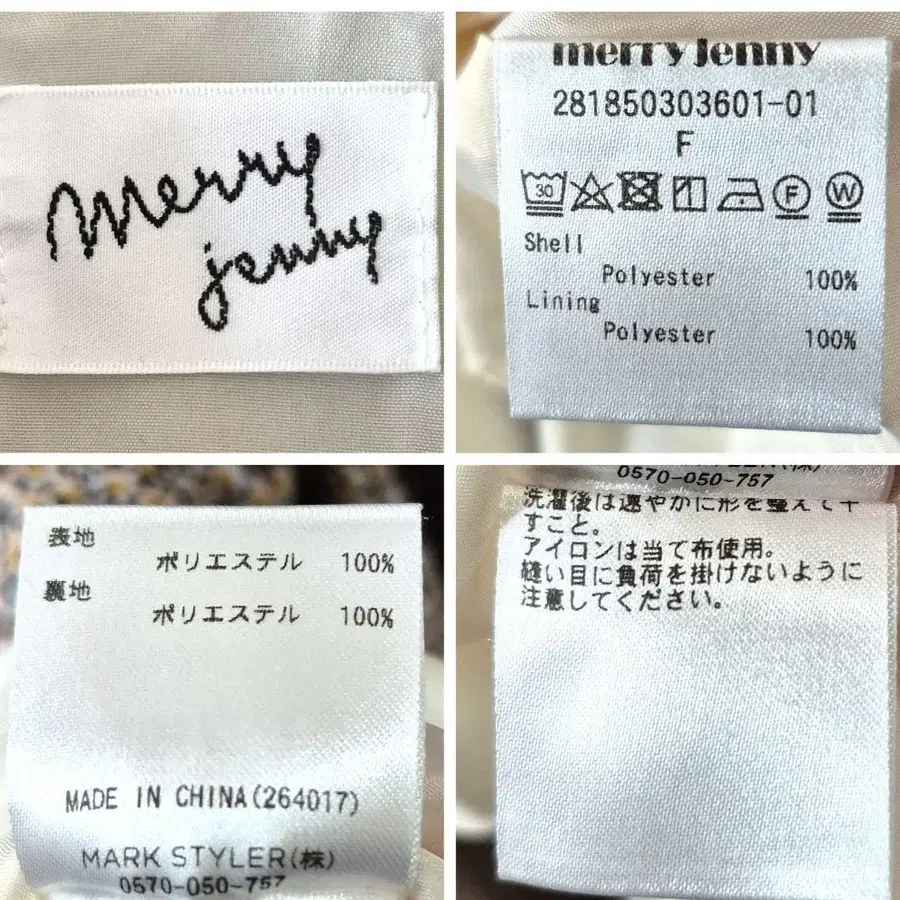 merry
jenny
merry jenny
281850303601-01
F
30
F
W
Shell
Polyester 100%
Lining
Polyester 100%
表地
ポリエステル 100%
裏地
ポリエステル 100%
MADE IN CHINA(264017)
MARK STYLER(株)
0570-050-757
0570-050-757
洗濯後は速やかに形を整えて干
すこと。
アイロンは当て布使用。
縫い目に負荷を掛けないように
注意してください。